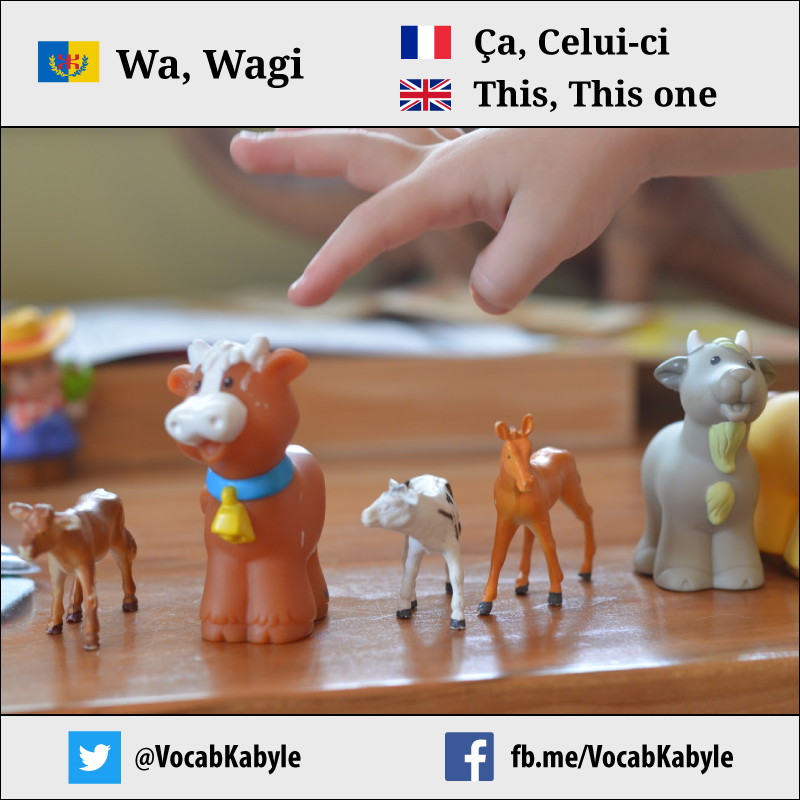 Wa, Wagi
Ça, Celui-ci
This, This one
@VocabKabyle
fb.me/VocabKabyle